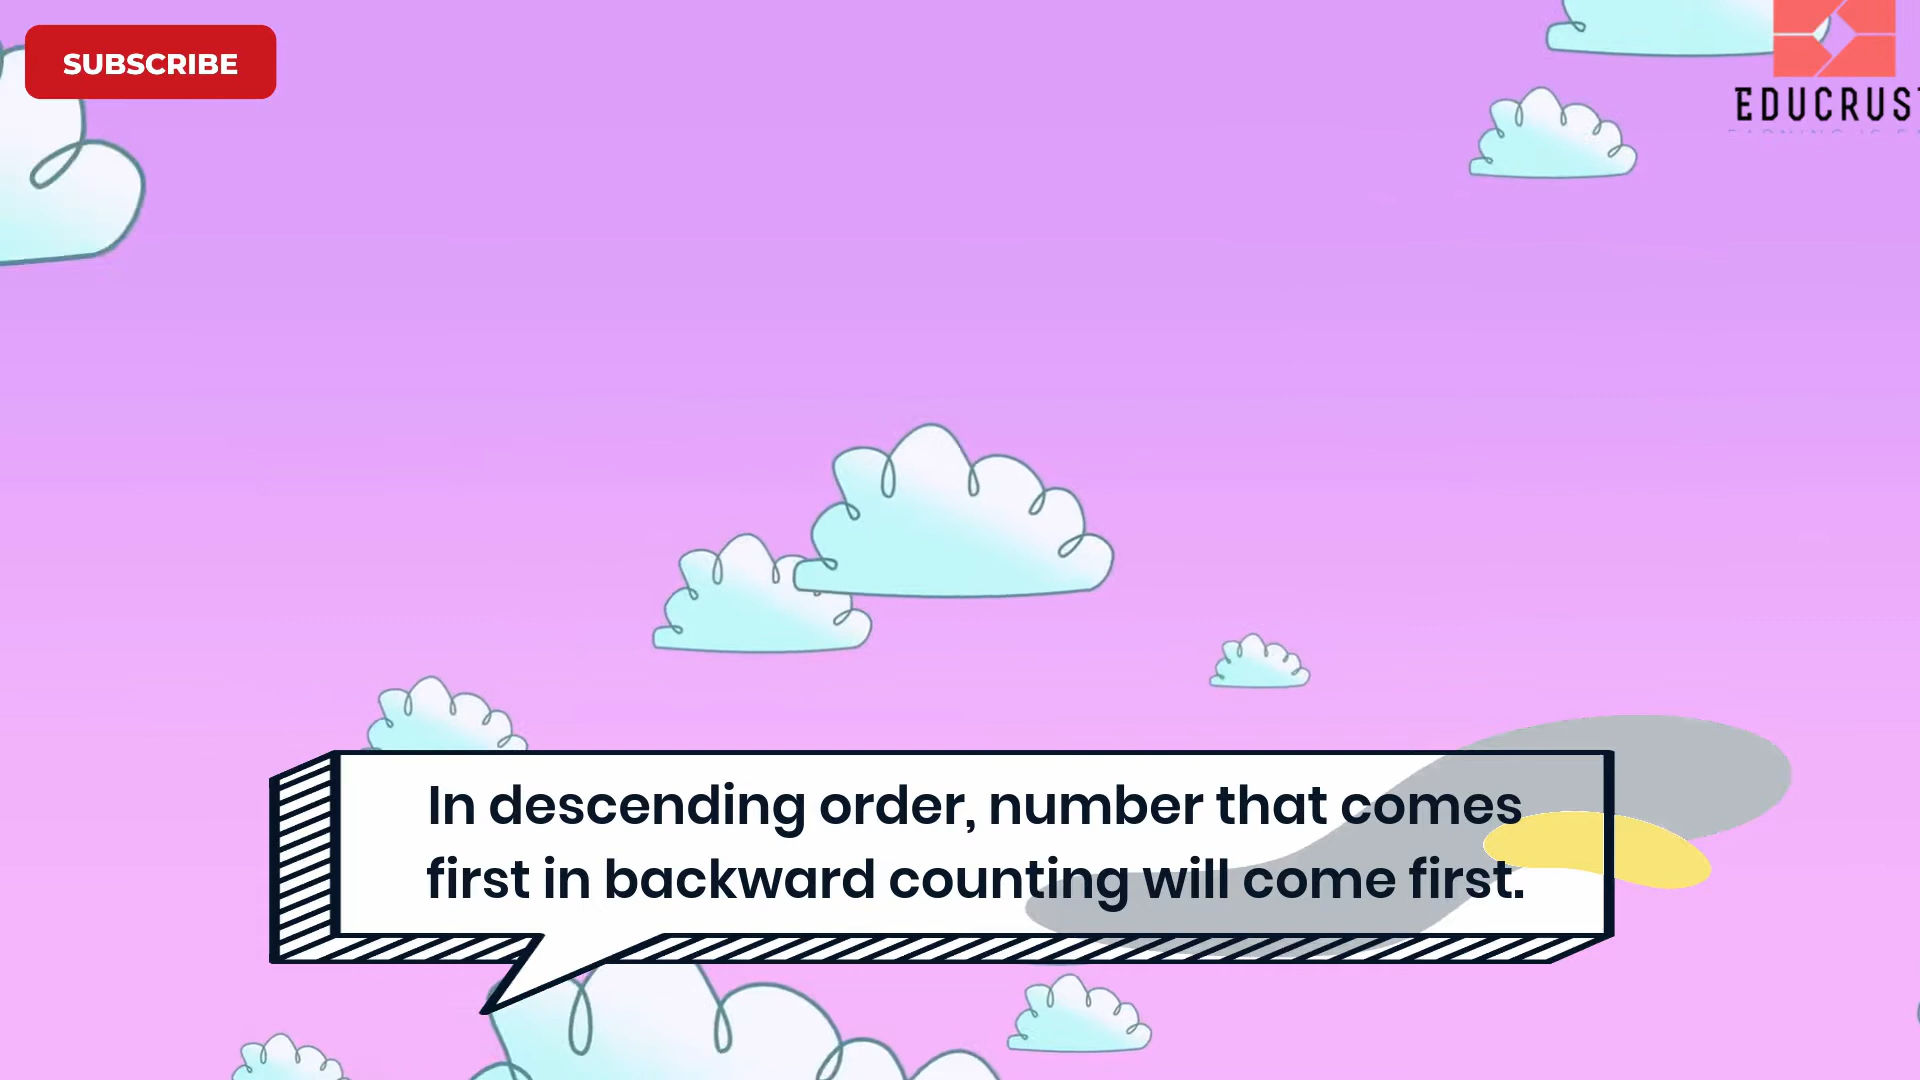 SUBSCRIBE
EDUCRUS
In descending order, number that comes
first in backward counting will come first.